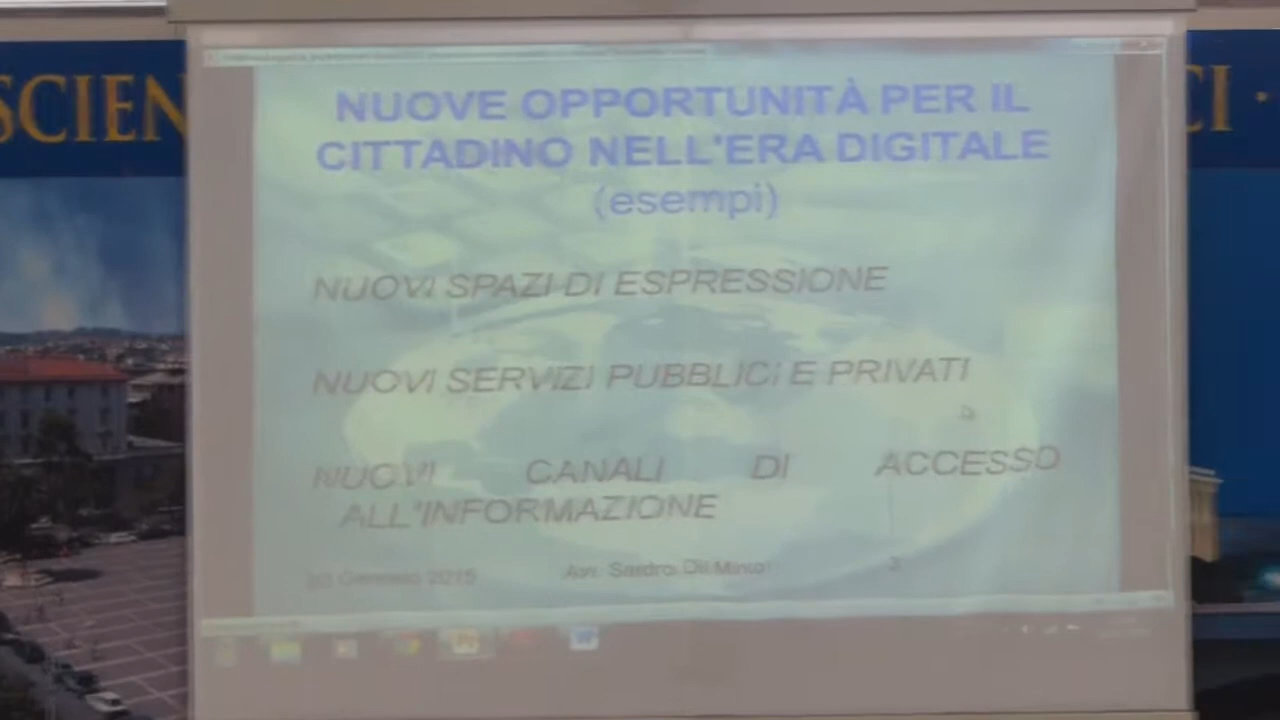 SCIEN
CI ·
NUOVE OPPORTUNITÀ PER IL
CITTADINO NELL'ERA DIGITALE
(esempi)
NUOVI SPAZI DI ESPRESSIONE
NUOVI SERVIZI PUBBLICI E PRIVATI
NUOVI CANALI DI ACCESSO
ALL'INFORMAZIONE
Gennaio 2015 Avv. Sandro Di Minco 3